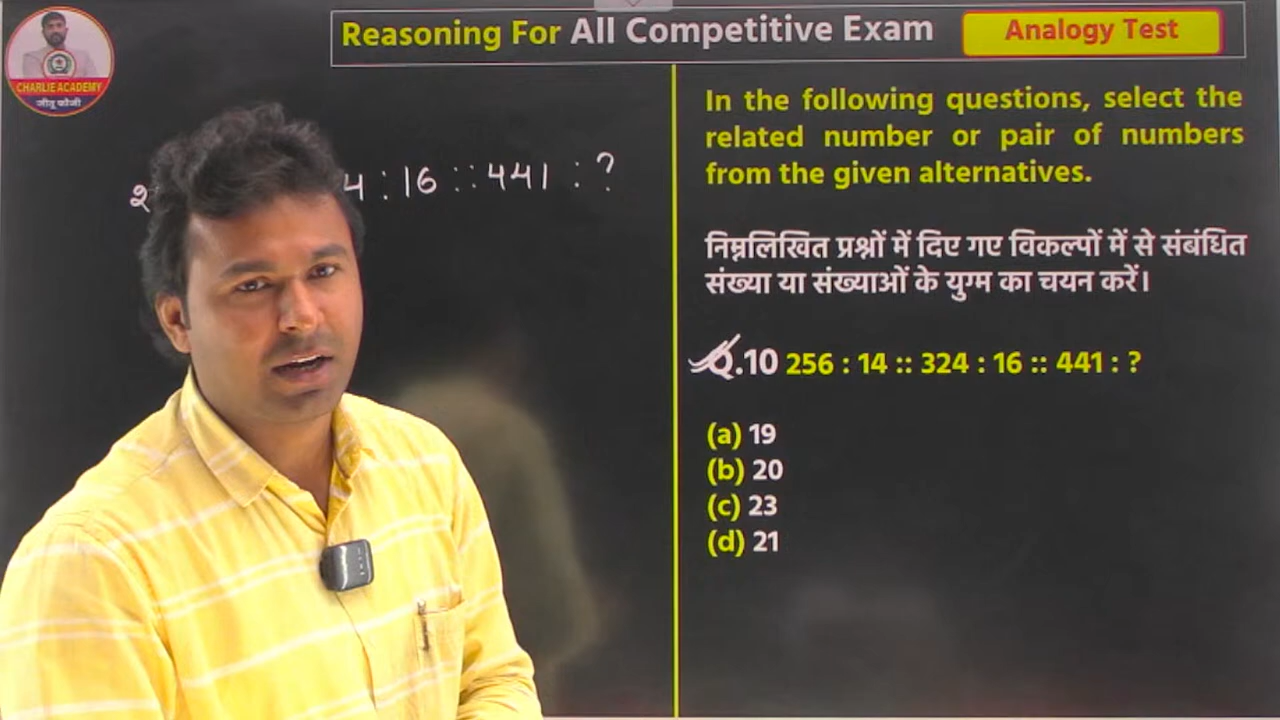 Reasoning For All Competitive Exam
Analogy Test
CHARLIE ACADEMY
जीतू फौजी
2
4 : 16 :: 441 : ?
In the following questions, select the
related number or pair of numbers
from the given alternatives.
निम्नलिखित प्रश्नों में दिए गए विकल्पों में से संबंधित
संख्या या संख्याओं के युग्म का चयन करें।
Q.10 256 : 14 :: 324 : 16 :: 441 : ?
(a) 19
(b) 20
(c) 23
(d) 21